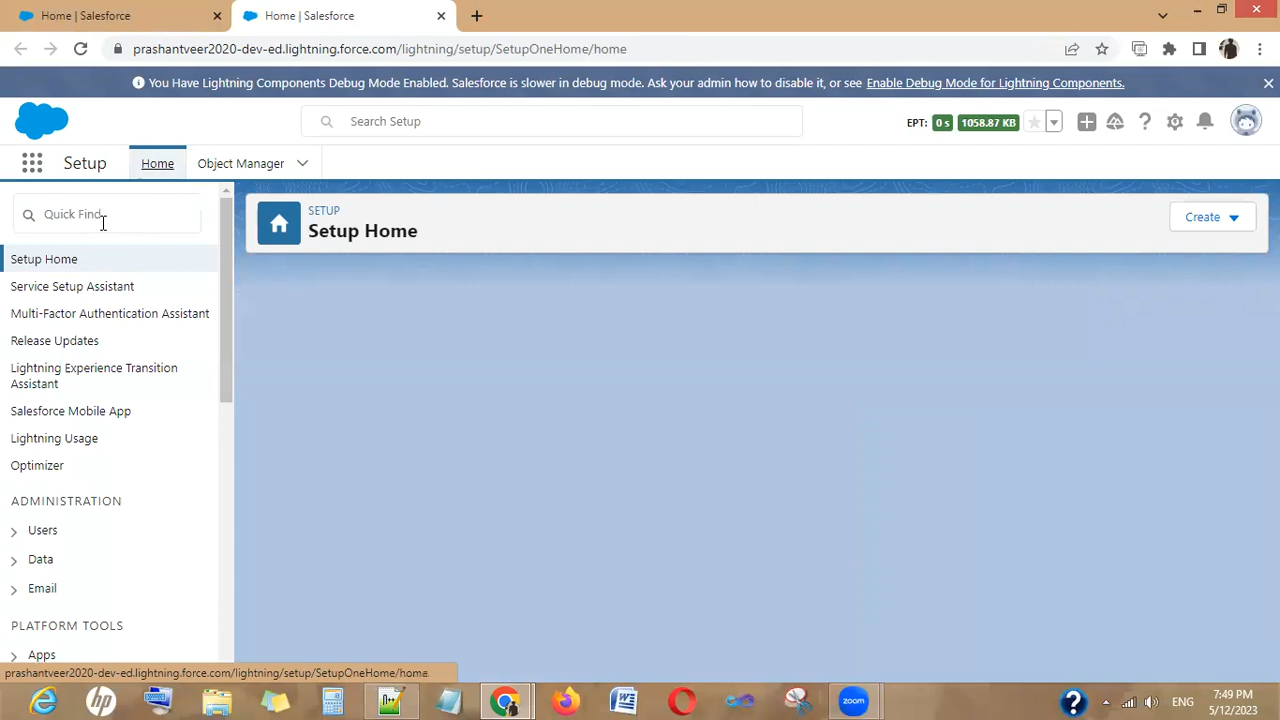 Home | Salesforce
Home | Salesforce
prashantveer2020-dev-ed.lightning.force.com/lightning/setup/SetupOneHome/home
You Have Lightning Components Debug Mode Enabled. Salesforce is slower in debug mode. Ask your admin how to disable it, or see Enable Debug Mode for Lightning Components.
Search Setup
EPT: 0 s 1058.87 KB
Setup Home Object Manager
Quick Find
SETUP
Setup Home
Create
Setup Home
Service Setup Assistant
Multi-Factor Authentication Assistant
Release Updates
Lightning Experience Transition
Assistant
Salesforce Mobile App
Lightning Usage
Optimizer
ADMINISTRATION
Users
Data
Email
PLATFORM TOOLS
Apps
prashantveer2020-dev-ed.lightning.force.com/lightning/setup/SetupOneHome/home
hp
zoom
ENG
7:49 PM
5/12/2023